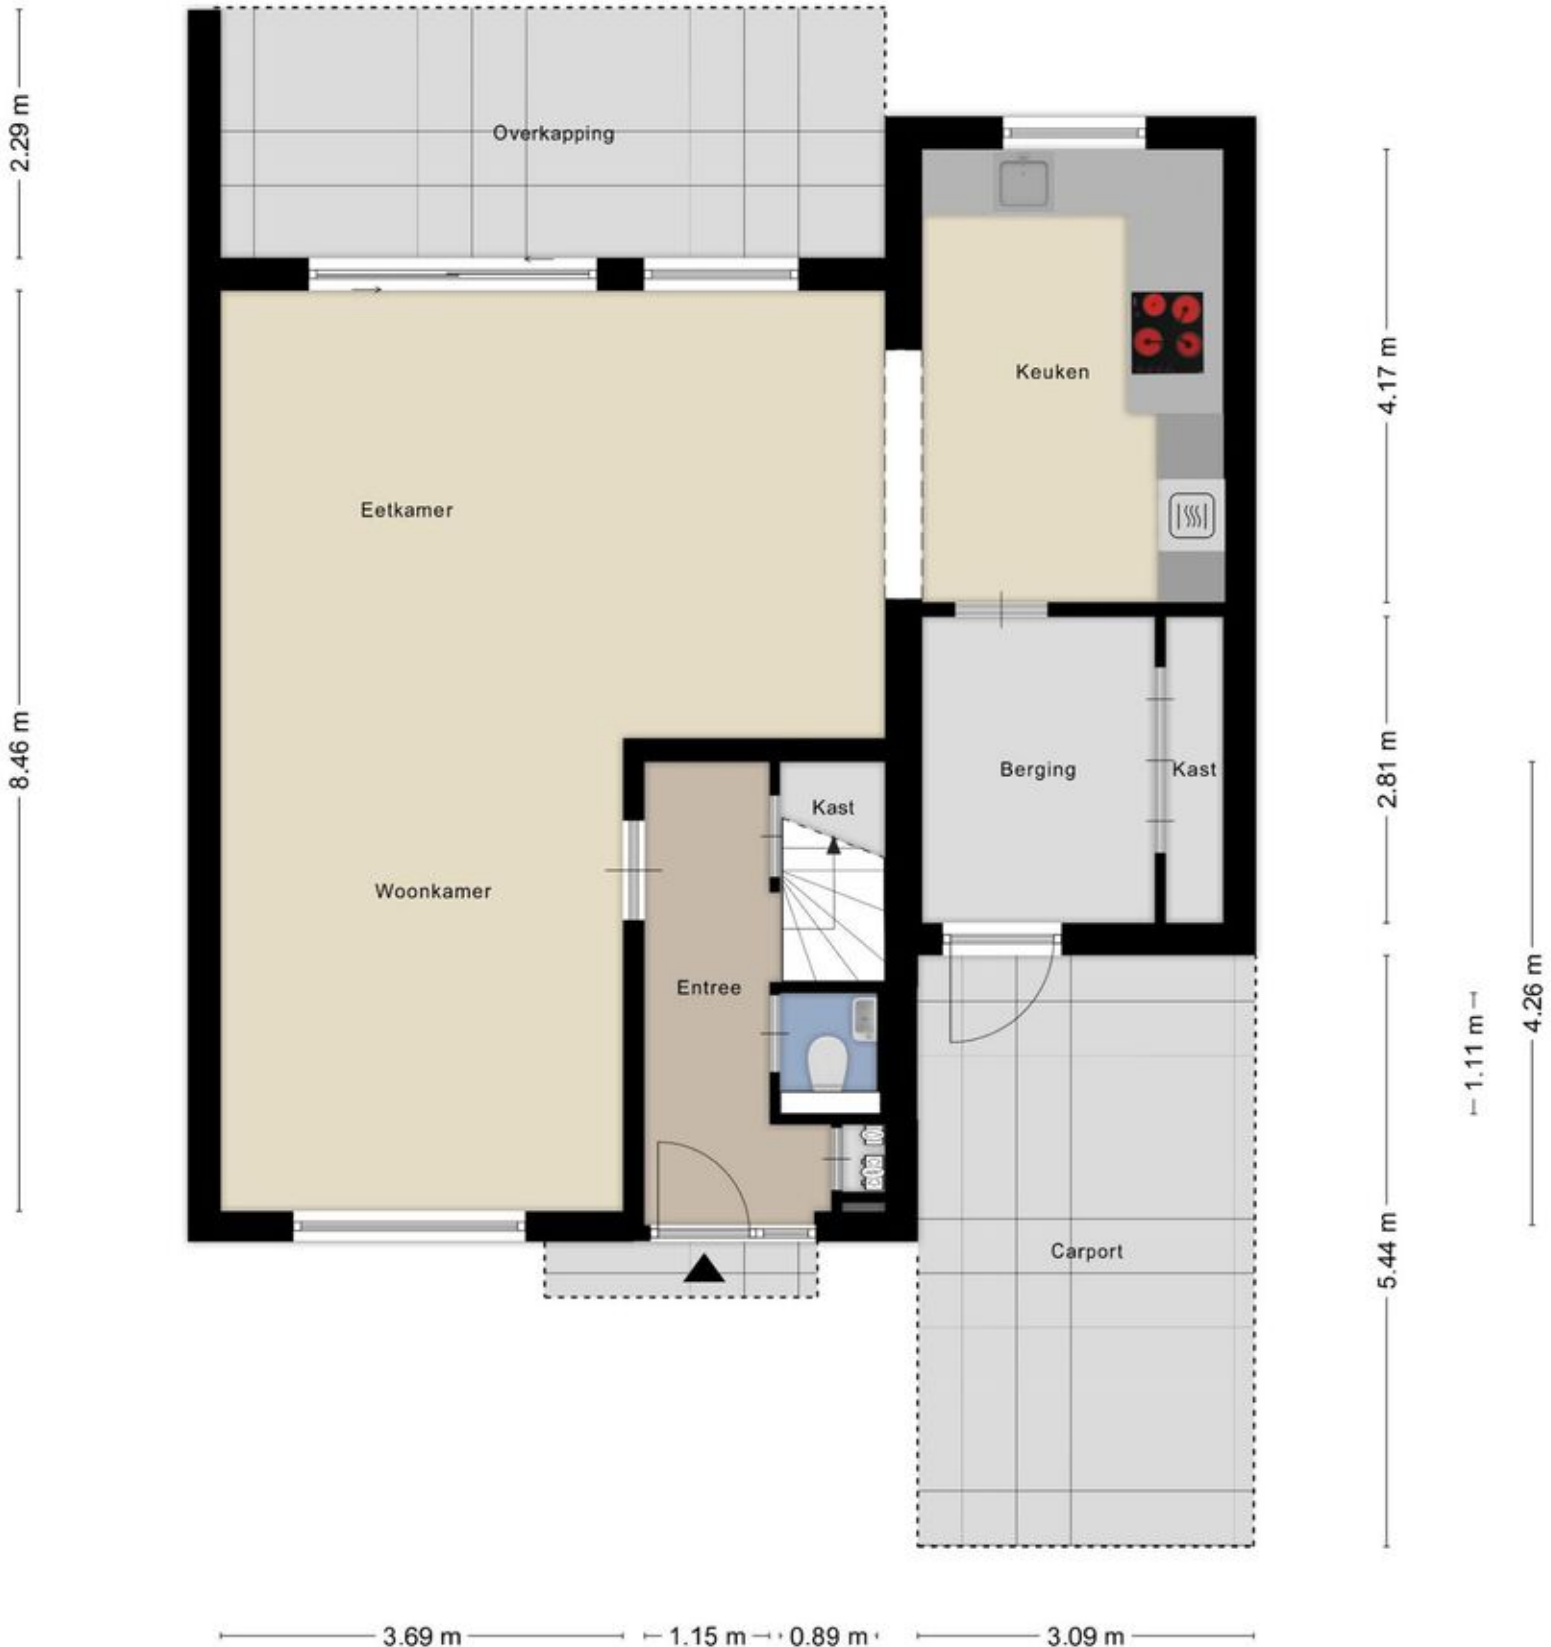 Overkapping
2.29 m
Keuken
4.17 m
Eetkamer
8.46 m
Berging
Kast
2.81 m
Kast
Woonkamer
Entree
4.26 m
1.11 m
Carport
5.44 m
3.69 m
1.15 m
0.89 m
3.09 m